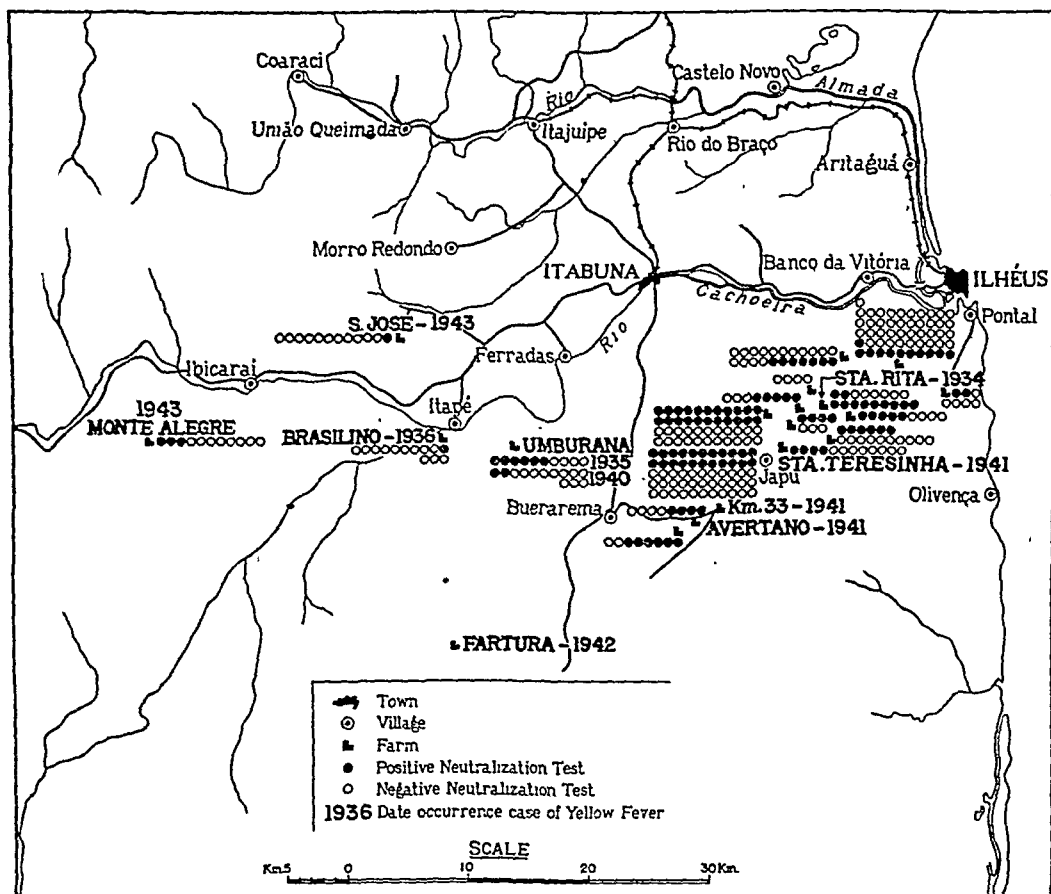 Coaraci
Castelo Novo
Almada
União Queimada
Rio
Itajuipe
Rio do Braço
Aritaguá
Morro Redondo
ITABUNA
Banco da Vitória
ILHÉUS
Cachoeira
Pontal
S. JOSÉ-1943
Rio
Ferradas
Ibicaraí
STA. RITA-1934
Itapé
1943
MONTE ALEGRE
BRASILINO-1936
UMBURANA
1935
1940
STA. TERESINHA-1941
Japu
Olivença
Buerarema
Km. 33-1941
AVERTANO-1941
FARTURA-1942
Town
Village
Farm
Positive Neutralization Test
Negative Neutralization Test
1936 Date occurrence case of Yellow Fever
SCALE
Km.5 0 10 20 30 Km.